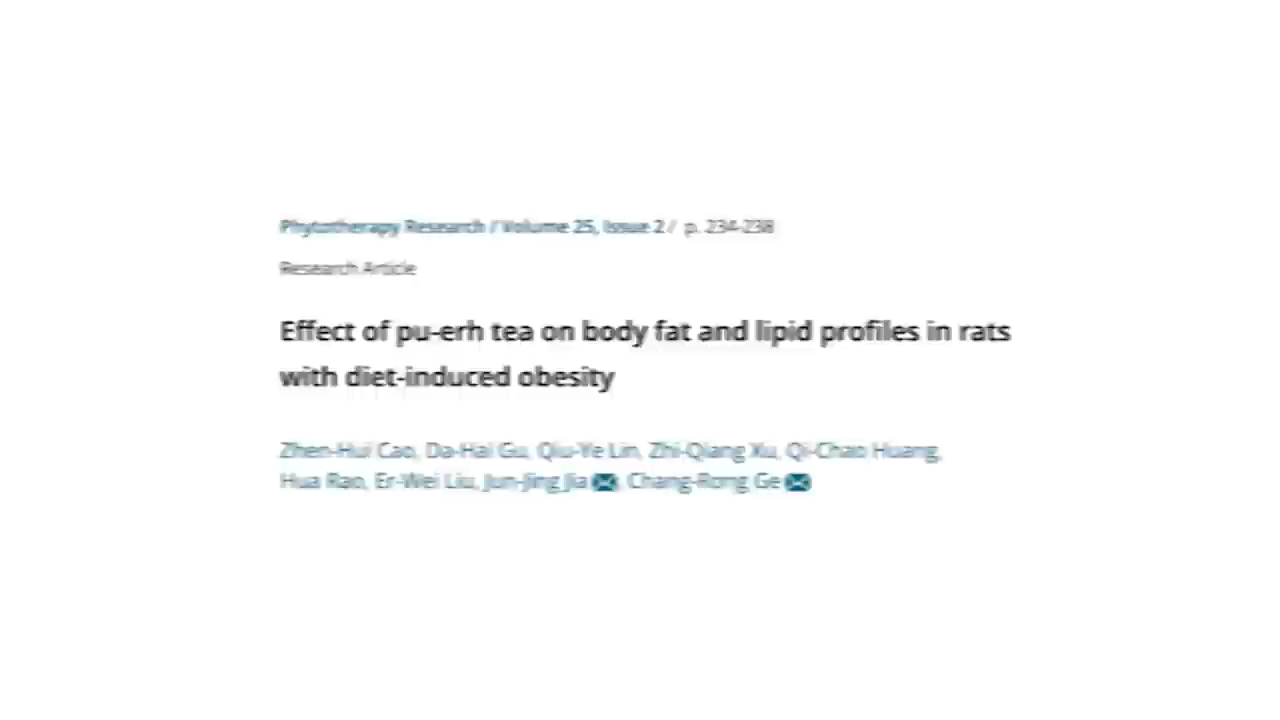 Phytotherapy Research / Volume 25, Issue 2 / p. 234-238
Research Article
Effect of pu-erh tea on body fat and lipid profiles in rats
with diet-induced obesity
Zhen-Hui Cao, Da-Hai Gu, Qiu-Ye Lin, Zhi-Qiang Xu, Qi-Chao Huang,
Hua Rao, Er-Wei Liu, Jun-Jing Jia, Chang-Rong Ge